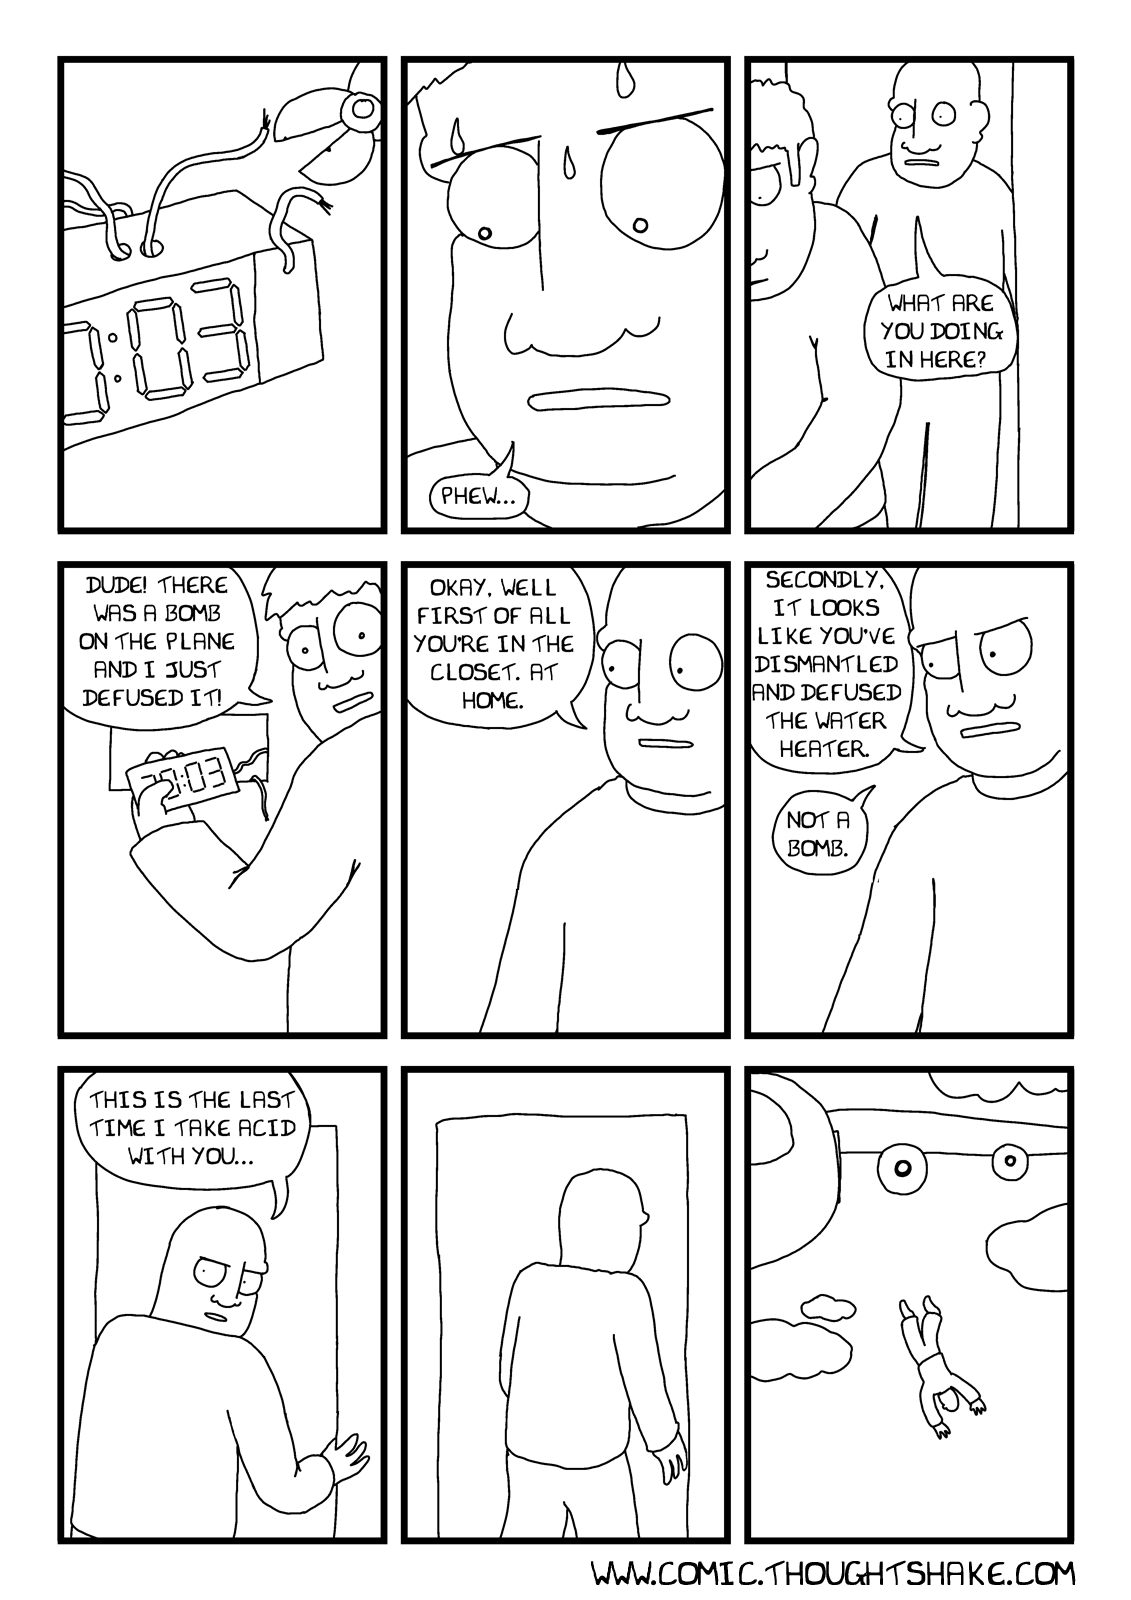 1:03
PHEW...
WHAT ARE
YOU DOING
IN HERE?
DUDE! THERE
WAS A BOMB
ON THE PLANE
AND I JUST
DEFUSED IT!
:03
OKAY, WELL
FIRST OF ALL
YOU'RE IN THE
CLOSET. AT
HOME.
SECONDLY,
IT LOOKS
LIKE YOU'VE
DISMANTLED
AND DEFUSED
THE WATER
HEATER.
NOT A
BOMB.
THIS IS THE LAST
TIME I TAKE ACID
WITH YOU...
WWW.COMIC.THOUGHTSHAKE.COM